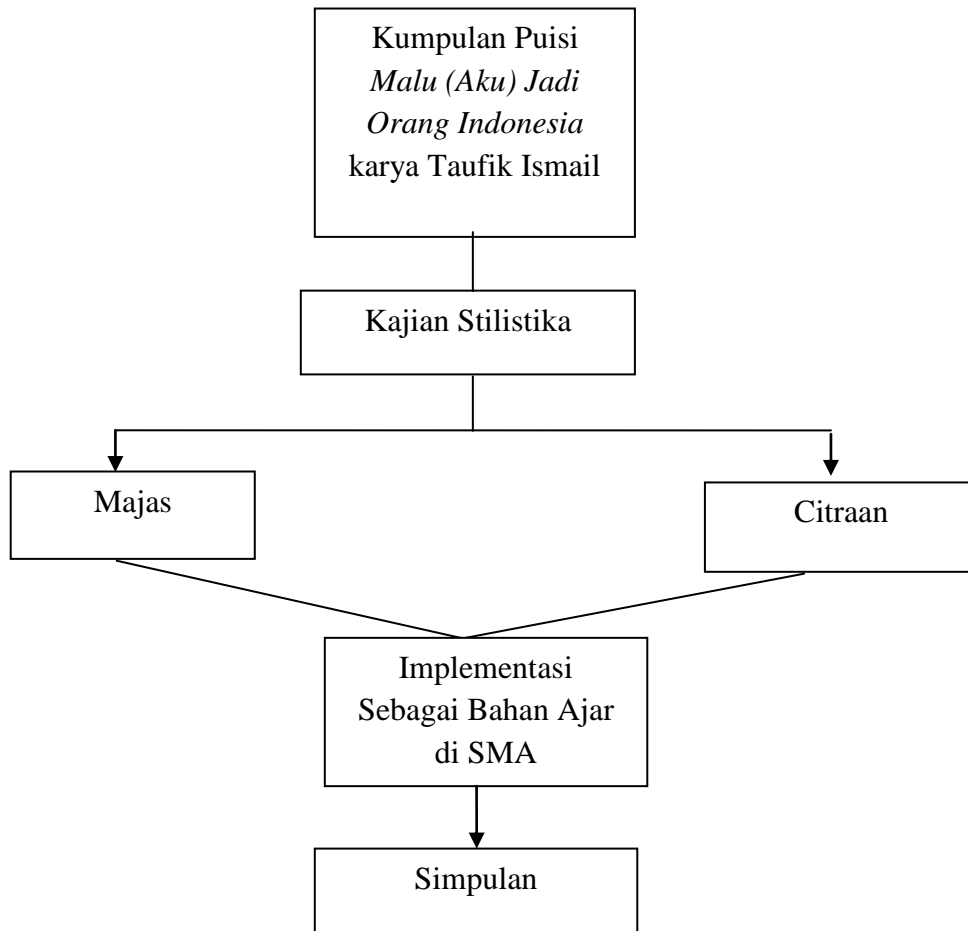 Kumpulan Puisi
Malu (Aku) Jadi
Orang Indonesia
karya Taufik Ismail
Kajian Stilistika
Majas
Citraan
Implementasi
Sebagai Bahan Ajar
di SMA
Simpulan